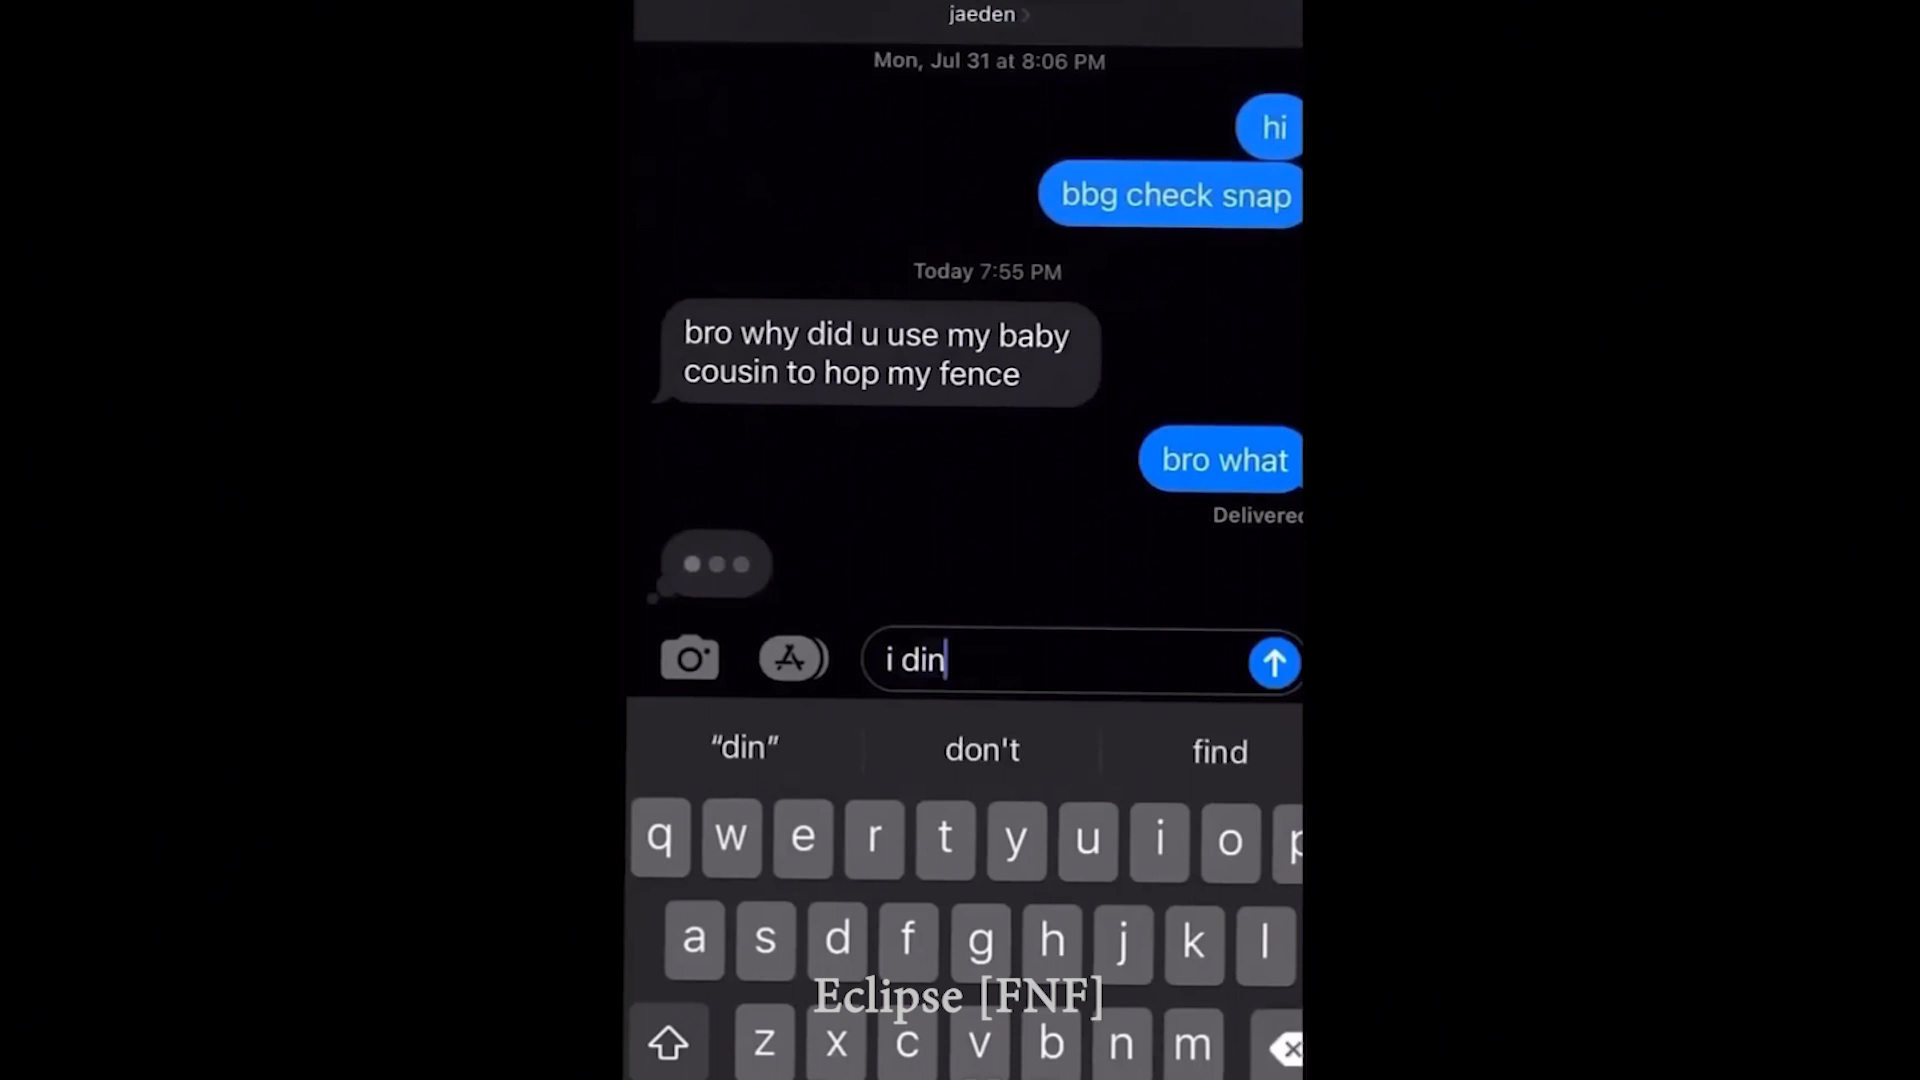 jaeden >
Mon, Jul 31 at 8:06 PM
hi
bbg check snap
Today 7:55 PM
bro why did u use my baby
cousin to hop my fence
bro what
Delivered
i din
“din” don't find
q w e r t y u i o p
a s d f g h j k l
Eclipse [FNF]
z x c v b n m